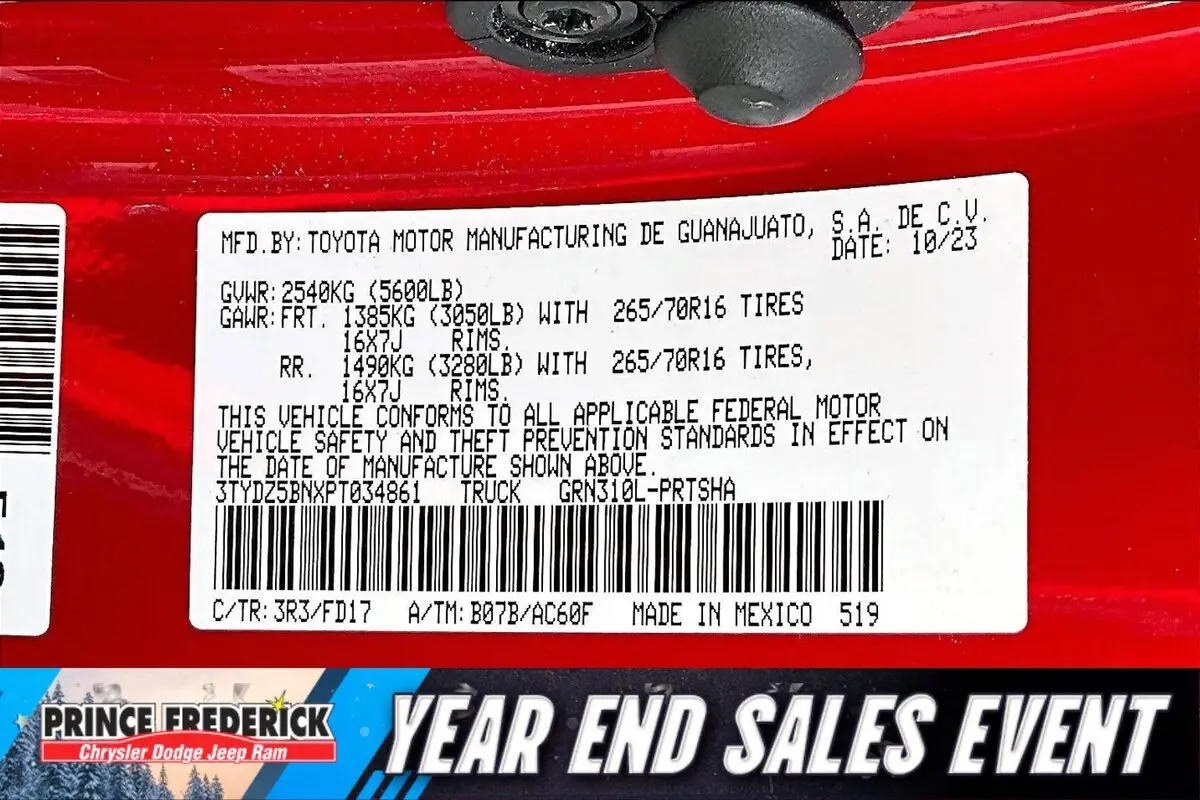 MFD.BY: TOYOTA MOTOR MANUFACTURING DE GUANAJUATO, S.A. DE C.V.
DATE: 10/23
GVWR: 2540KG (5600LB)
GAWR: FRT. 1385KG (3050LB) WITH 265/70R16 TIRES
16X7J RIMS.
RR. 1490KG (3280LB) WITH 265/70R16 TIRES,
16X7J RIMS.
THIS VEHICLE CONFORMS TO ALL APPLICABLE FEDERAL MOTOR
VEHICLE SAFETY AND THEFT PREVENTION STANDARDS IN EFFECT ON
THE DATE OF MANUFACTURE SHOWN ABOVE.
3TYDZ5BNXPT034861 TRUCK GRN310L-PRTSHA
C/TR: 3R3/FD17 A/TM: B07B/AC60F MADE IN MEXICO 519
PRINCE FREDERICK
Chrysler Dodge Jeep Ram
YEAR END SALES EVENT